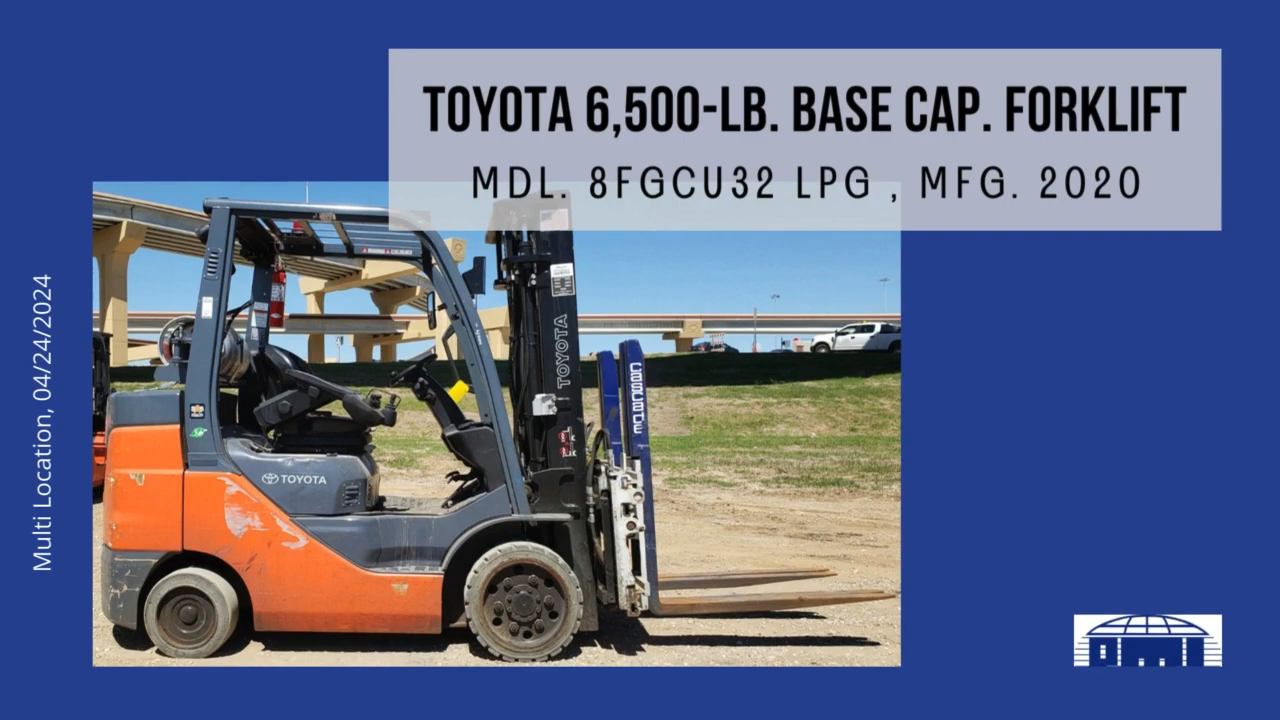 TOYOTA 6,500-LB. BASE CAP. FORKLIFT
MDL. 8FGCU32 LPG , MFG. 2020
Multi Location, 04/24/2024
TOYOTA
cascade
TOYOTA